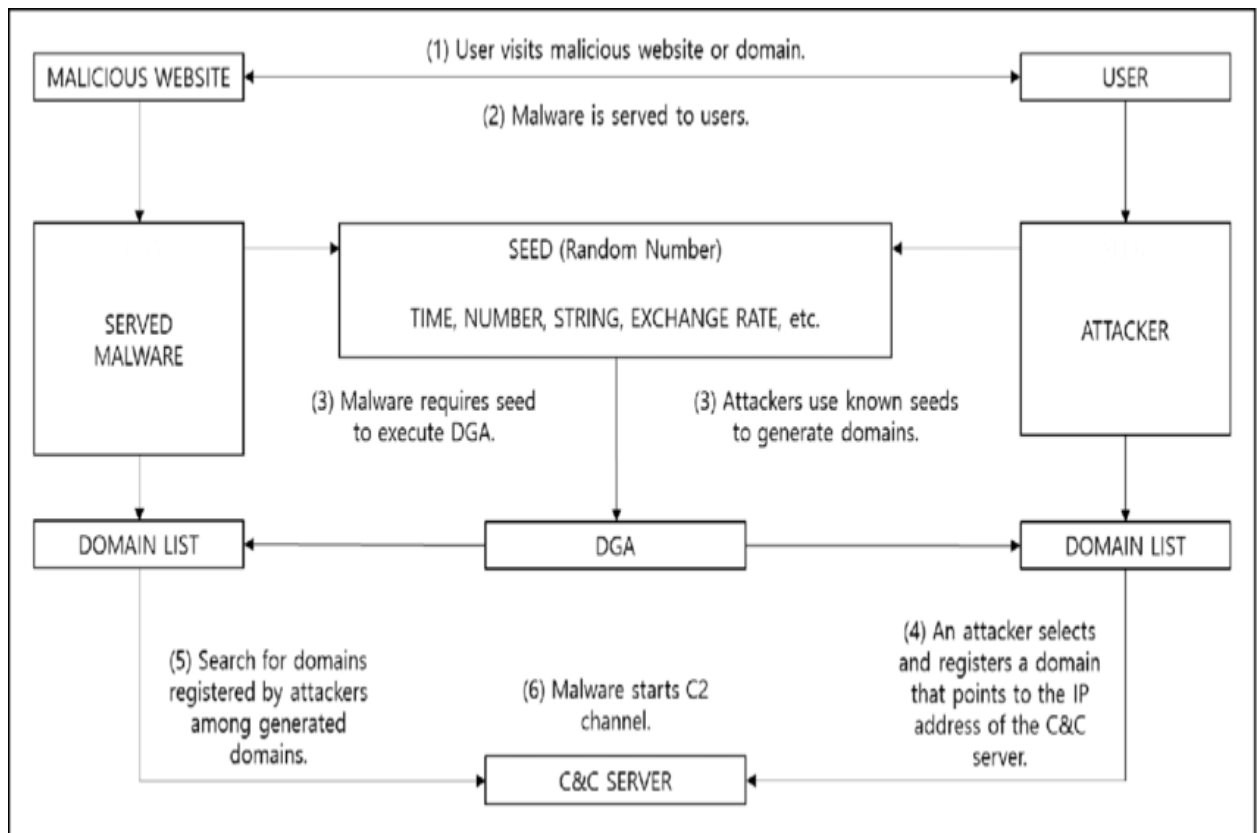 (1) User visits malicious website or domain.
MALICIOUS WEBSITE
USER
(2) Malware is served to users.
SEED (Random Number)
TIME, NUMBER, STRING, EXCHANGE RATE, etc.
SERVED
MALWARE
ATTACKER
(3) Malware requires seed
to execute DGA.
(3) Attackers use known seeds
to generate domains.
DOMAIN LIST
DGA
DOMAIN LIST
(5) Search for domains
registered by attackers
among generated
domains.
(6) Malware starts C2
channel.
(4) An attacker selects
and registers a domain
that points to the IP
address of the C&C
server.
C&C SERVER